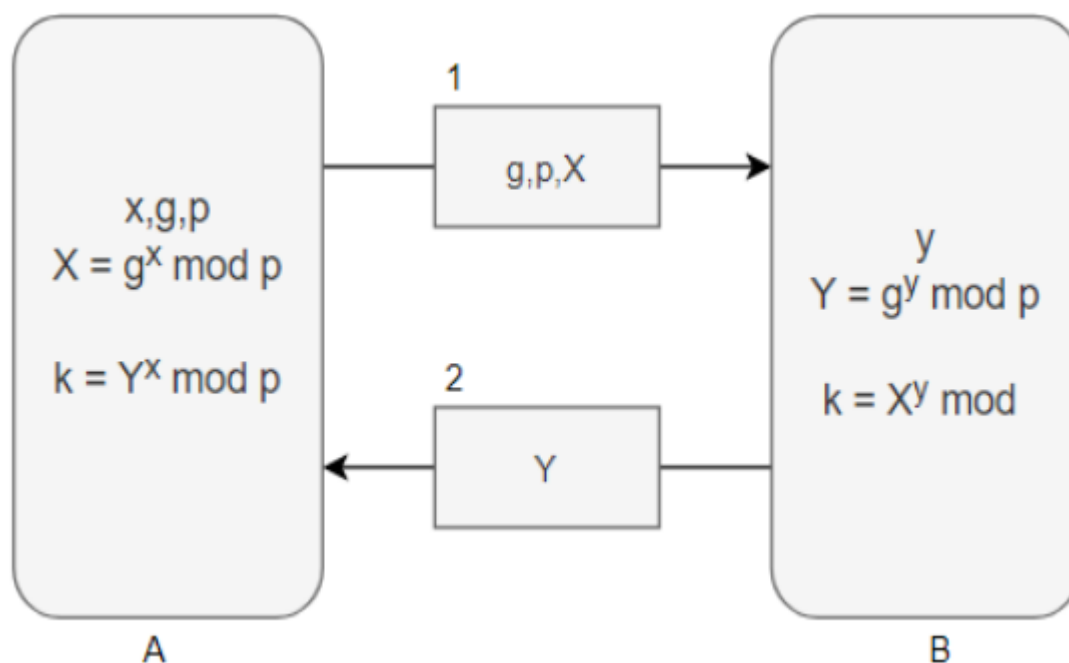 x,g,p
X = g^x mod p
k = Y^x mod p
A
1
g,p,X
2
Y
y
Y = g^y mod p
k = X^y mod
B